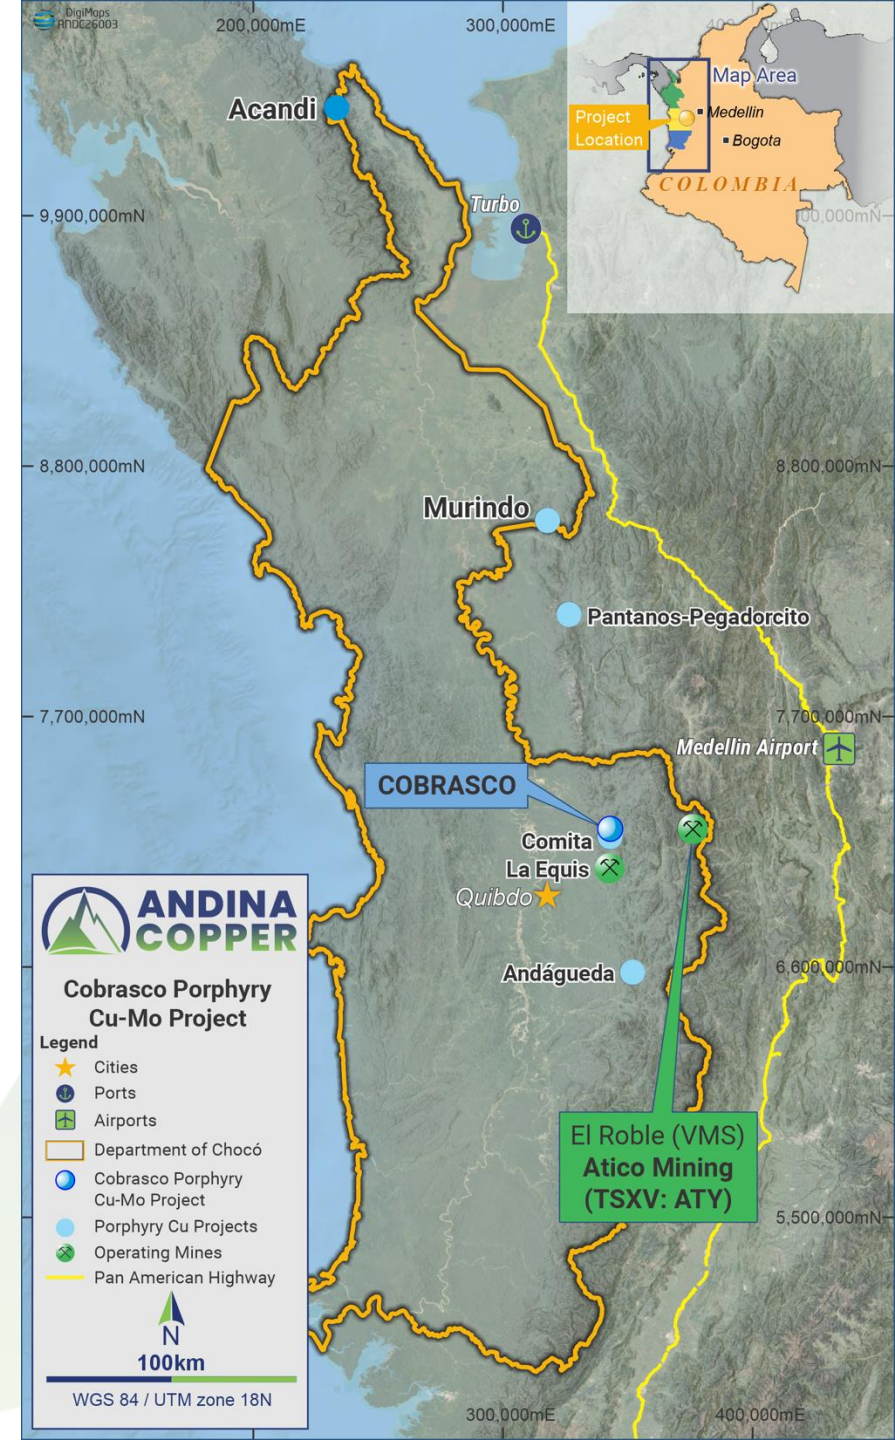 DigiMaps
ANDC26003
200,000mE
300,000mE
400,000mE
Map Area
Project
Location
Medellin
Bogota
COLOMBIA
Acandi
9,900,000mN
Turbo
8,800,000mN
8,800,000mN
Murindo
Pantanos-Pegadorcito
7,700,000mN
7,700,000mN
Medellin Airport
COBRASCO
Comita
La Equis
Quibdo
Andágueda
6,600,000mN
El Roble (VMS)
Atico Mining
(TSXV: ATY)
5,500,000mN
300,000mE
400,000mE
ANDINA
COPPER
Cobrasco Porphyry
Cu-Mo Project
Legend
Cities
Ports
Airports
Department of Chocó
Cobrasco Porphyry
Cu-Mo Project
Porphyry Cu Projects
Operating Mines
Pan American Highway
N
100km
WGS 84 / UTM zone 18N